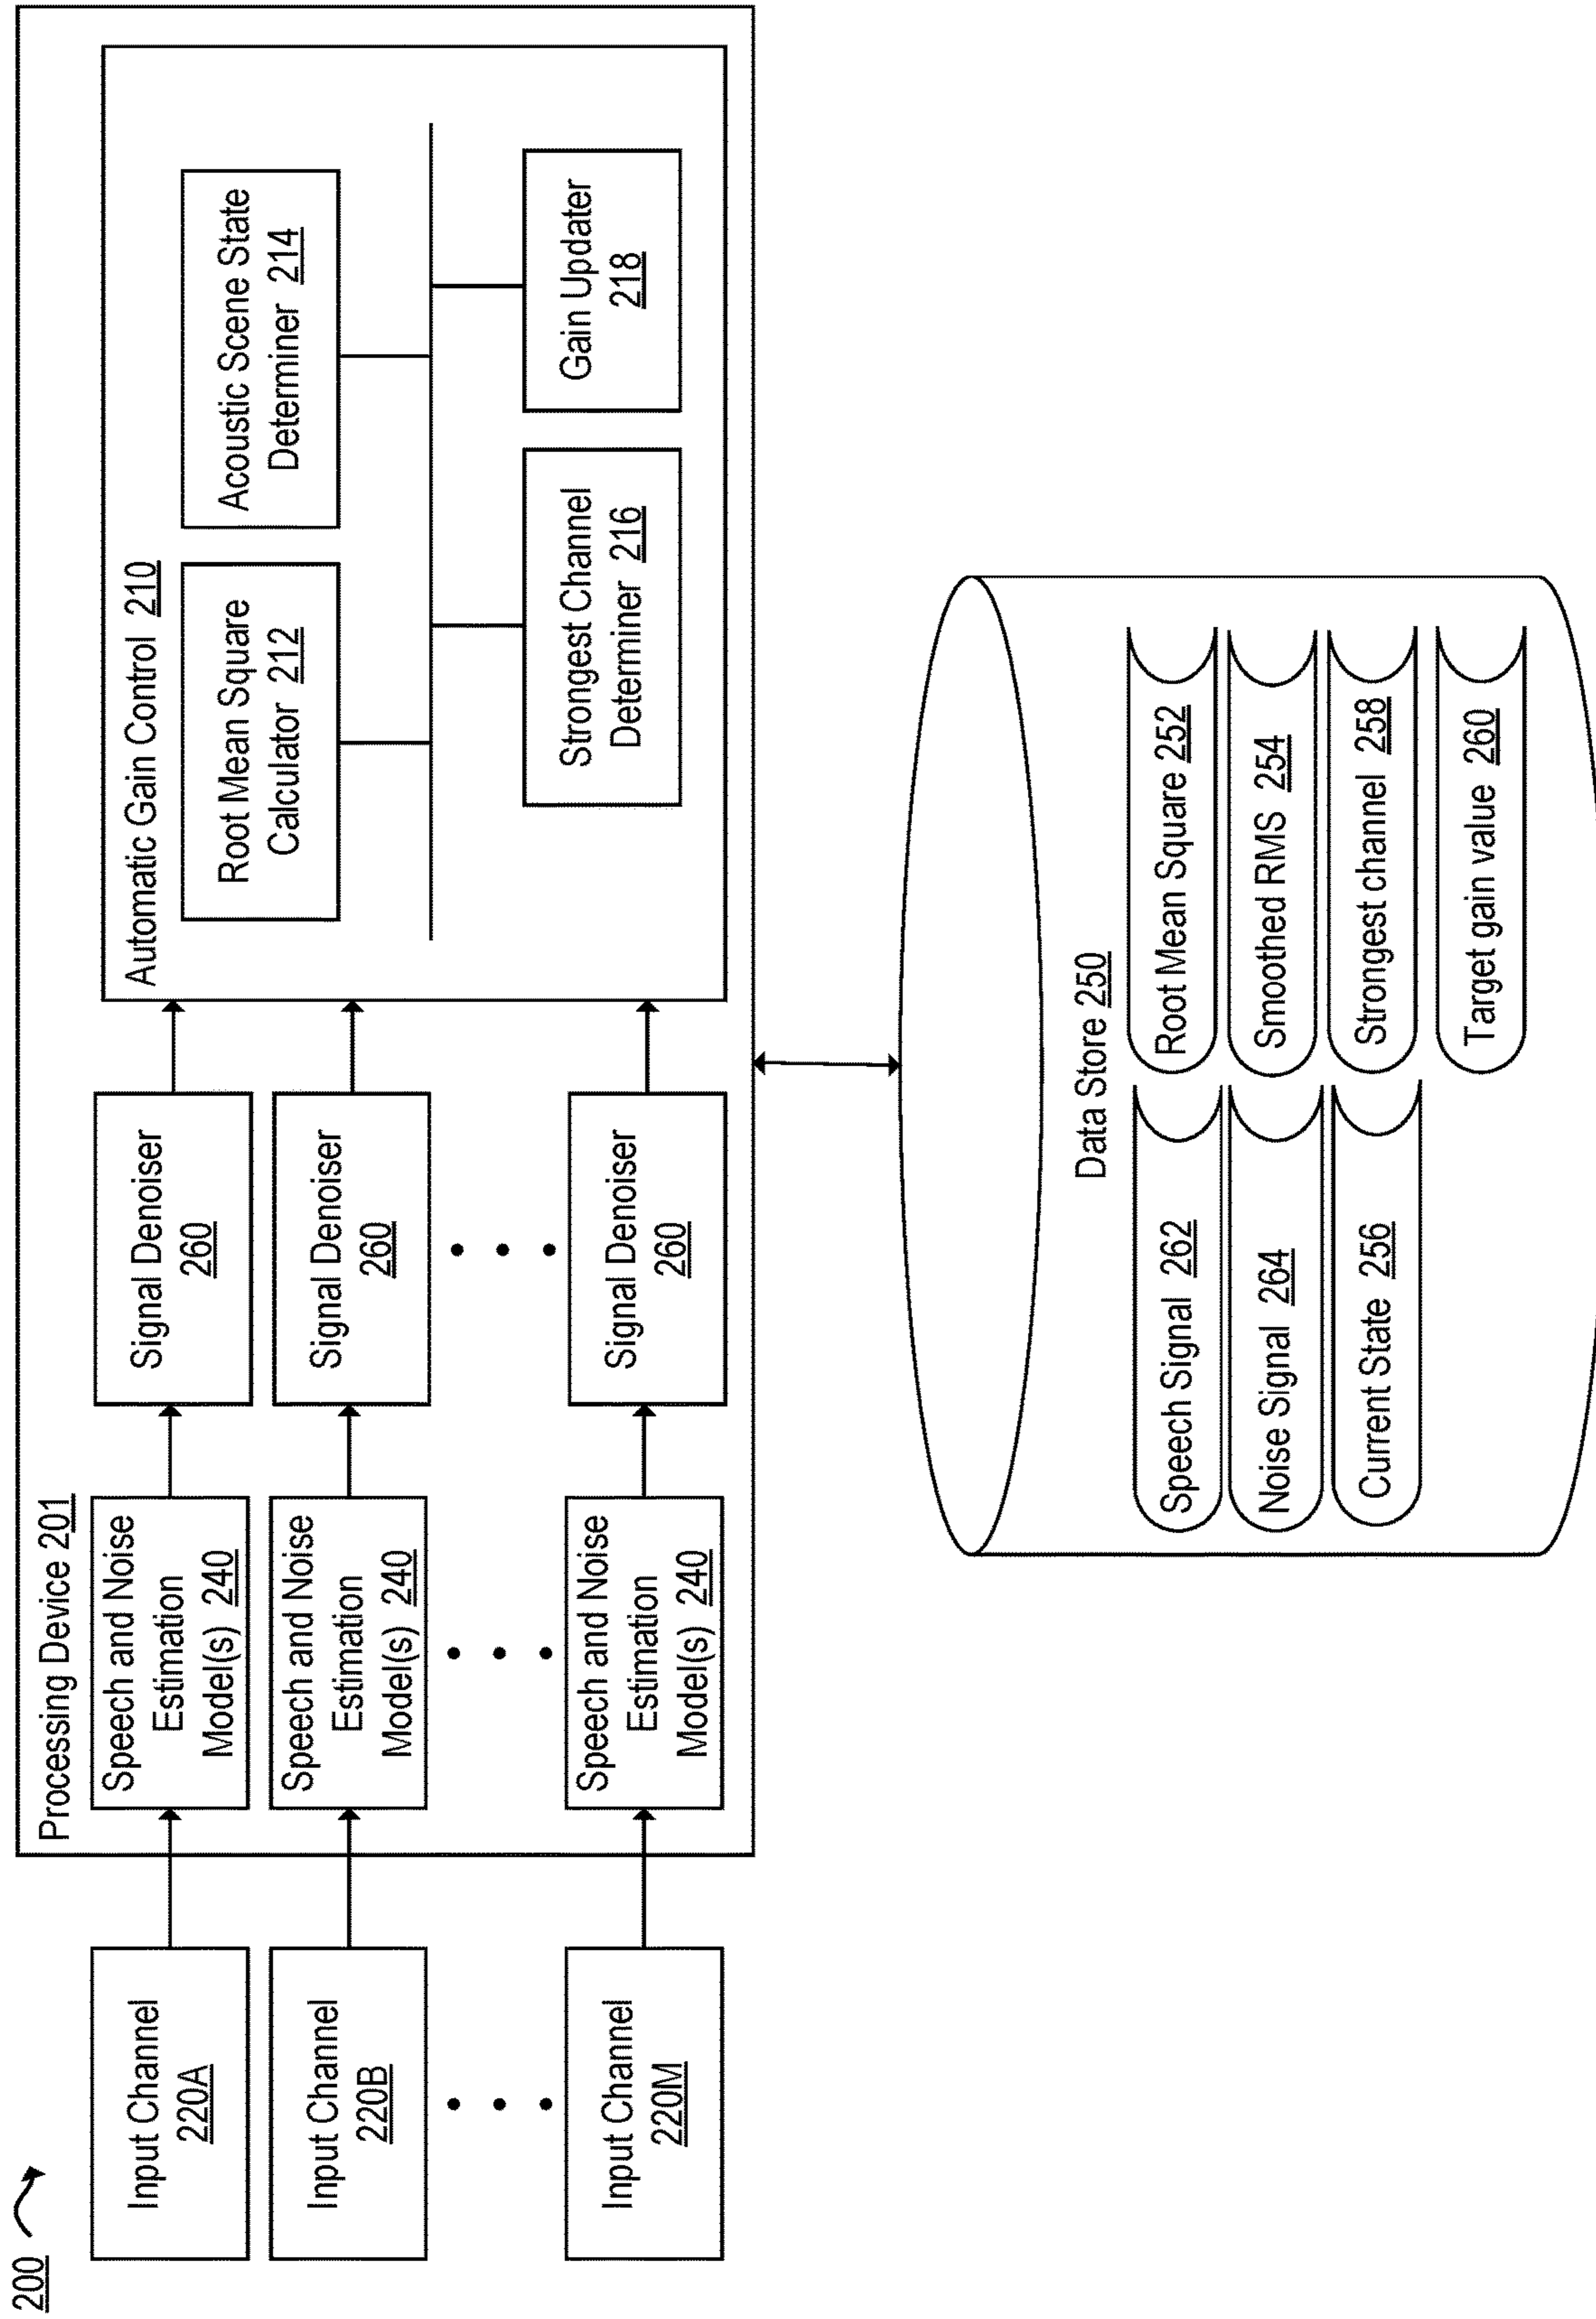 200
Processing Device 201
Input Channel
220A
Speech and Noise
Estimation
Model(s) 240
Signal Denoiser
260
Input Channel
220B
Speech and Noise
Estimation
Model(s) 240
Signal Denoiser
260
Input Channel
220M
Speech and Noise
Estimation
Model(s) 240
Signal Denoiser
260
Automatic Gain Control 210
Root Mean Square
Calculator 212
Acoustic Scene State
Determiner 214
Strongest Channel
Determiner 216
Gain Updater
218
Data Store 250
Speech Signal 262
Root Mean Square 252
Noise Signal 264
Smoothed RMS 254
Current State 256
Strongest channel 258
Target gain value 260